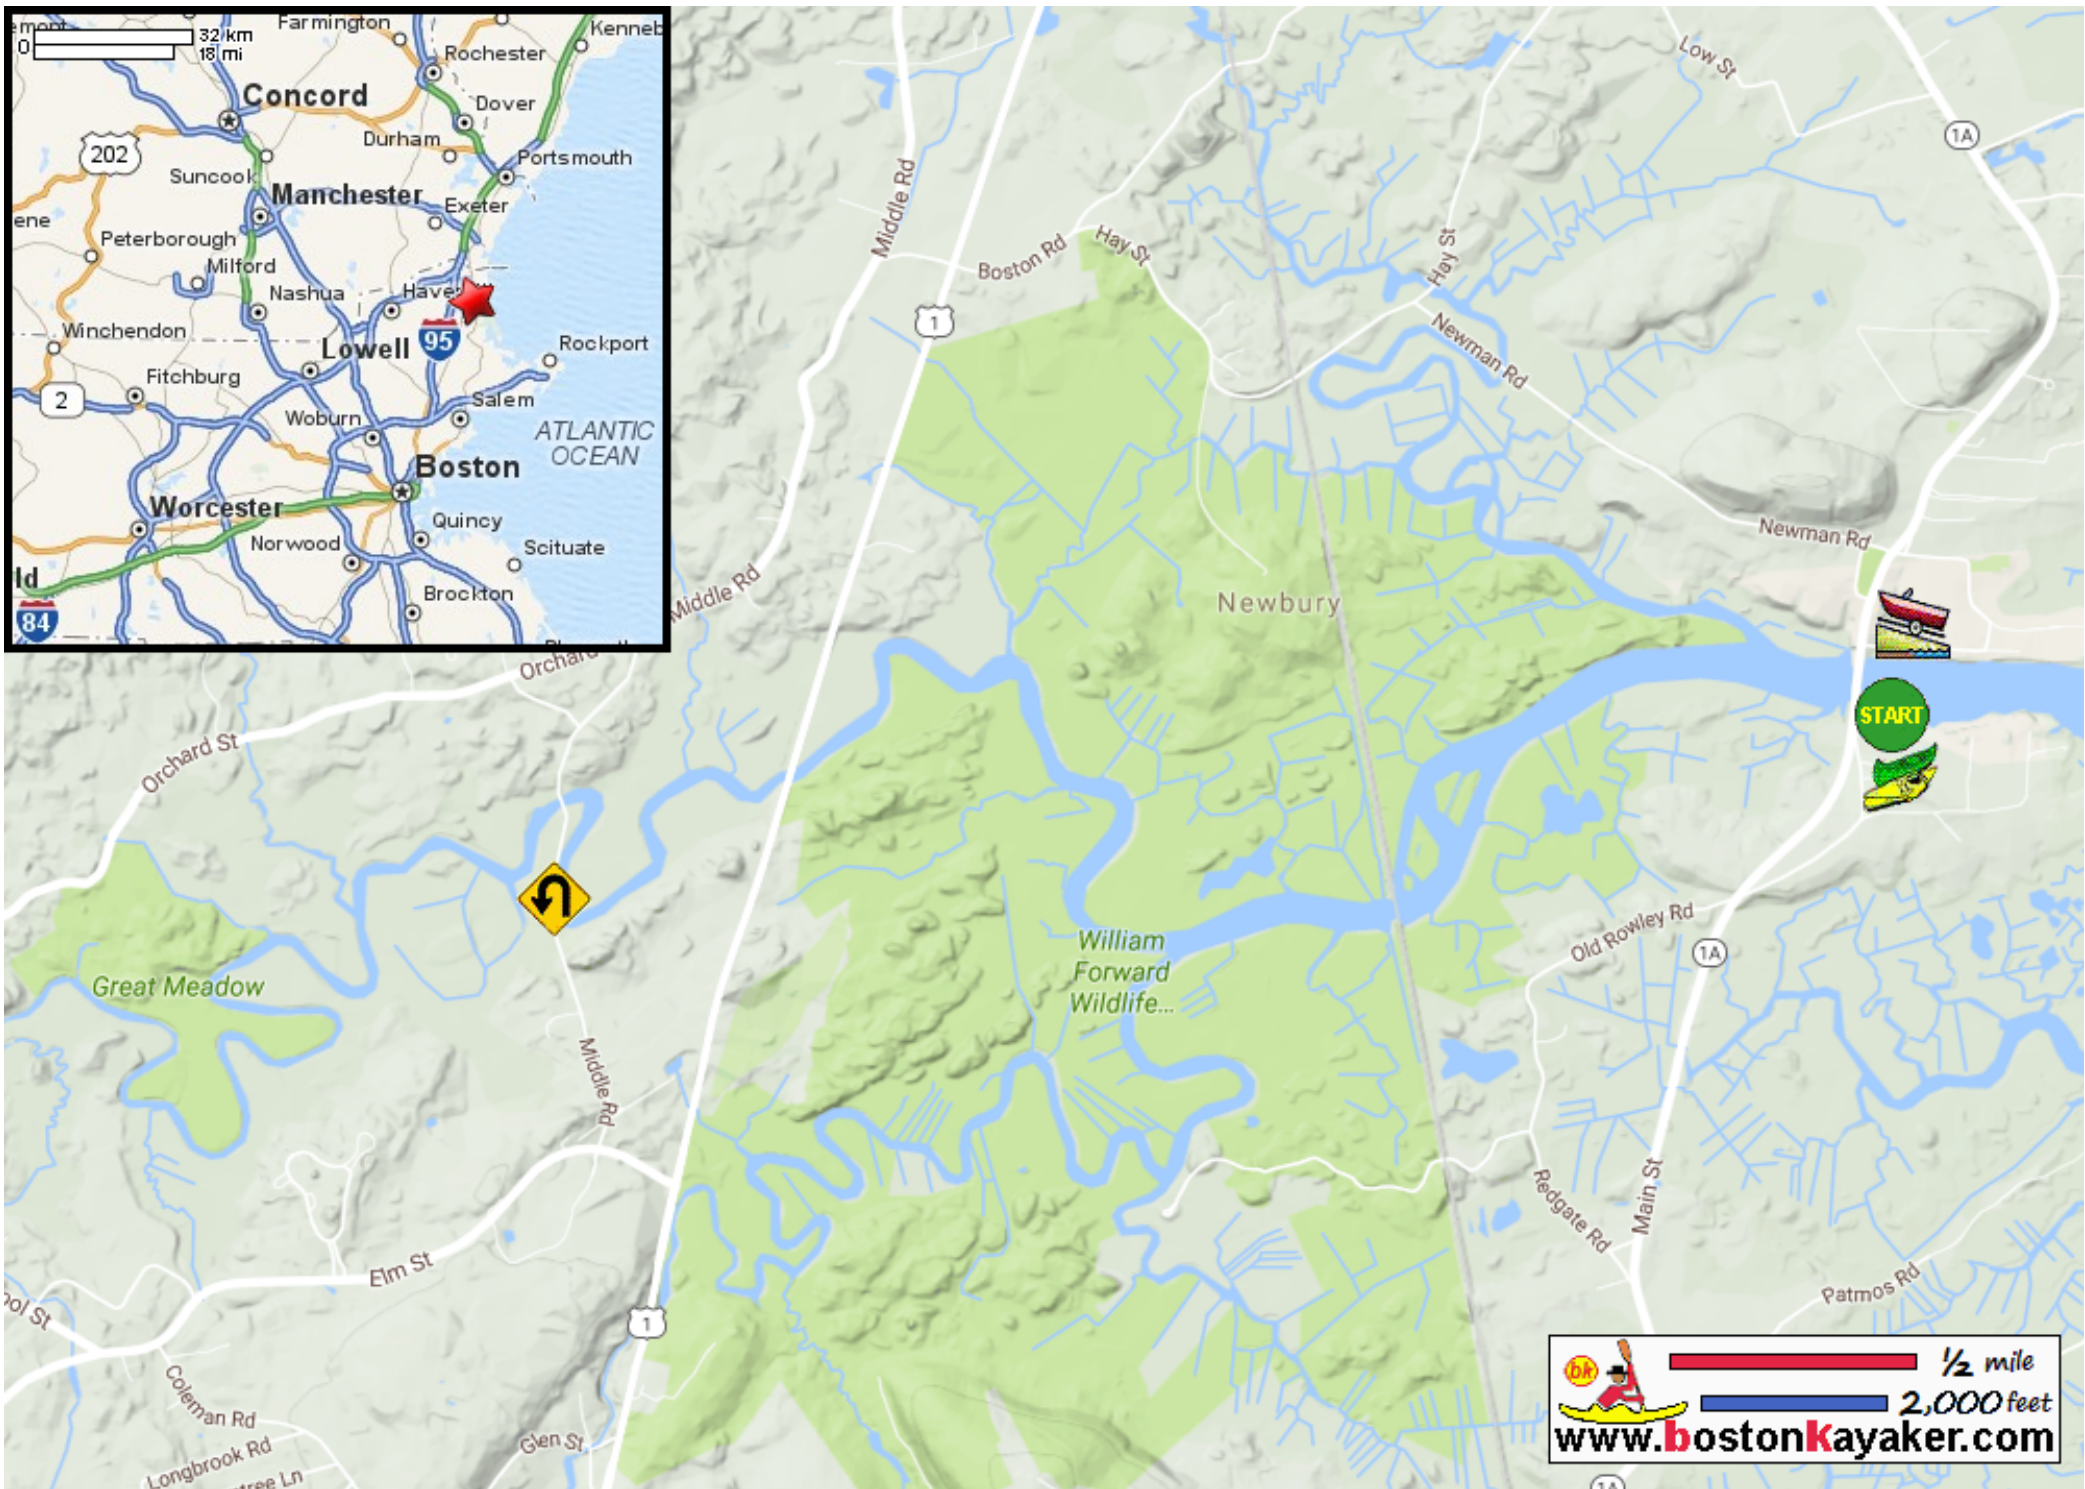 0
32 km
18 mi
Farmington
Kenneb
Rochester
Concord
Dover
202
Durham
Portsmouth
Suncook
Manchester
Exeter
ene
Peterborough
Milford
Nashua
Winchendon
Lowell
95
Rockport
2
Fitchburg
Salem
Woburn
ATLANTIC
OCEAN
Boston
Worcester
Quincy
Norwood
Scituate
ld
84
Brockton
Low St
1A
Middle Rd
Boston Rd
Hay St
Hay St
1
Newman Rd
Newman Rd
Middle Rd
Newbury
Orchard
Orchard St
START
William
Forward
Wildlife...
Old Rowley Rd
1A
Great Meadow
Middle Rd
Redgate Rd
Main St
Elm St
Patmos Rd
ool St
1
Coleman Rd
Glen St
Longbrook Rd
tree Ln
1A
bk
½ mile
2,000 feet
www.bostonkayaker.com